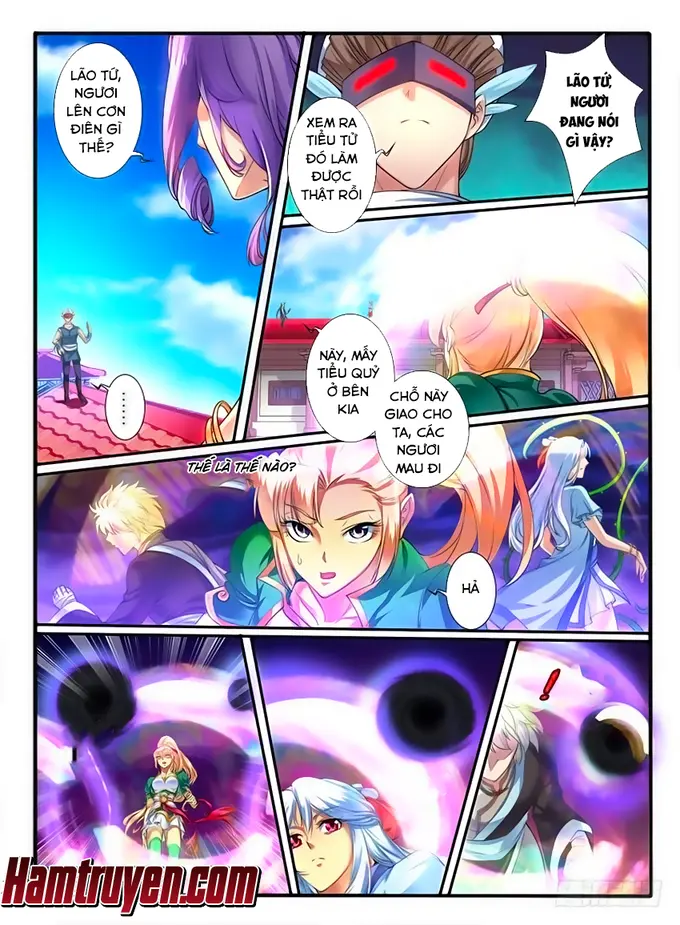 LÃO TỨ,
NGƯƠI
LÊN CƠN
ĐIÊN GÌ
THẾ?
XEM RA
TIỂU TỬ
ĐÓ LÀM
ĐƯỢC
THẬT RỒI
LÃO TỨ,
NGƯƠI
ĐANG NÓI
GÌ VẬY?
......
NÀY, MẤY
TIỂU QUỶ
Ở BÊN
KIA
CHỖ NÀY
GIAO CHO
TA, CÁC
NGƯƠI
MAU ĐI
THẾ LÀ THẾ NÀO?
HẢ
!
Hamtruyen.com